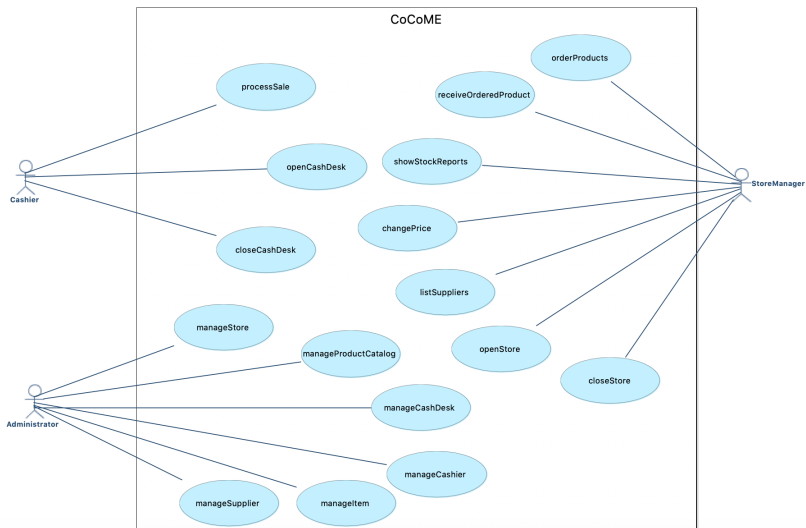 CoCoME
orderProducts
processSale
receiveOrderedProduct
showStockReports
openCashDesk
StoreManager
Cashier
changePrice
closeCashDesk
listSuppliers
manageStore
openStore
manageProductCatalog
closeStore
manageCashDesk
Administrator
manageCashier
manageSupplier
manageItem